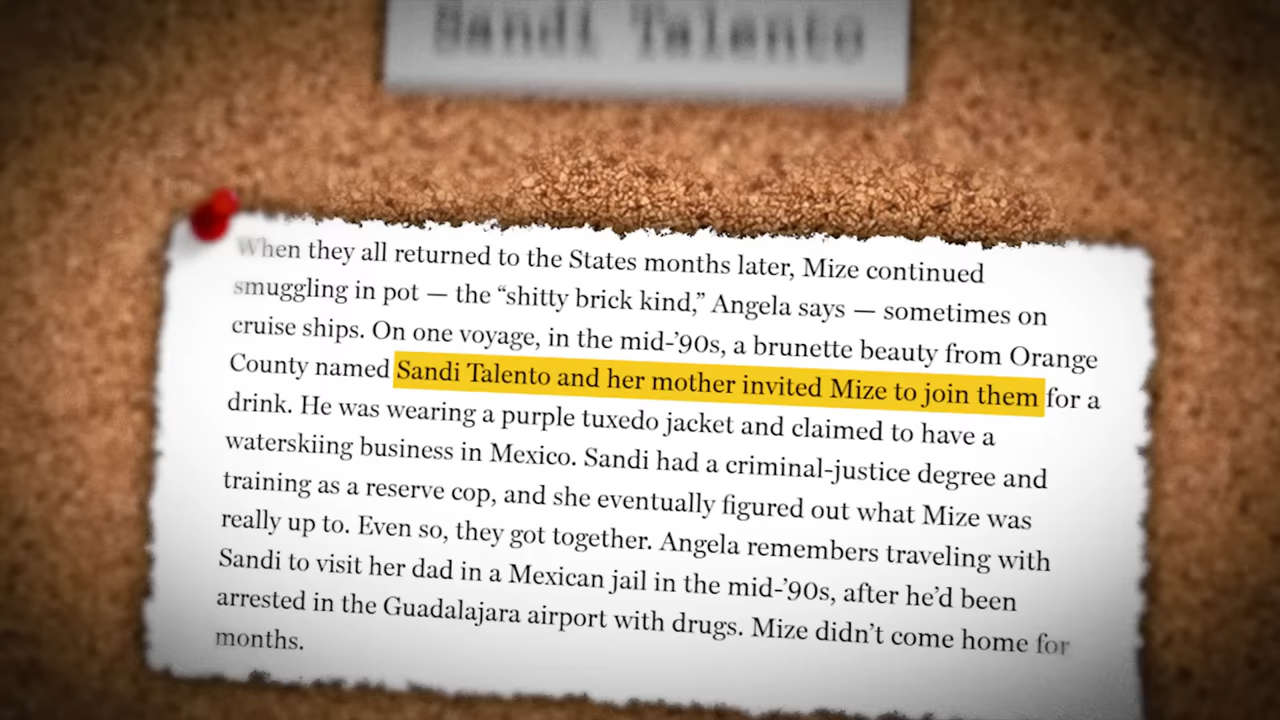 Sandi Talento
When they all returned to the States months later, Mize continued
smuggling in pot — the “shitty brick kind,” Angela says — sometimes on
cruise ships. On one voyage, in the mid-’90s, a brunette beauty from Orange
County named Sandi Talento and her mother invited Mize to join them for a
drink. He was wearing a purple tuxedo jacket and claimed to have a
waterskiing business in Mexico. Sandi had a criminal-justice degree and
training as a reserve cop, and she eventually figured out what Mize was
really up to. Even so, they got together. Angela remembers traveling with
Sandi to visit her dad in a Mexican jail in the mid-’90s, after he’d been
arrested in the Guadalajara airport with drugs. Mize didn’t come home for
months.